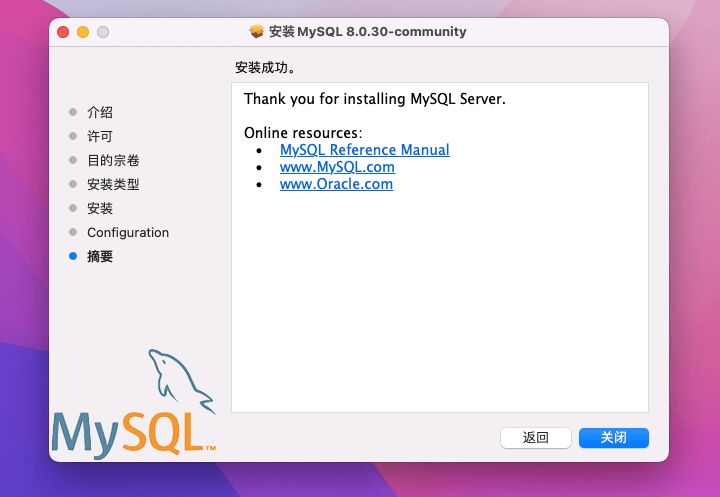 安装 MySQL 8.0.30-community
安装成功。
介绍
许可
目的宗卷
安装类型
安装
Configuration
摘要
Thank you for installing MySQL Server.
Online resources:
• MySQL Reference Manual
• www.MySQL.com
• www.Oracle.com
MySQL™
返回
关闭